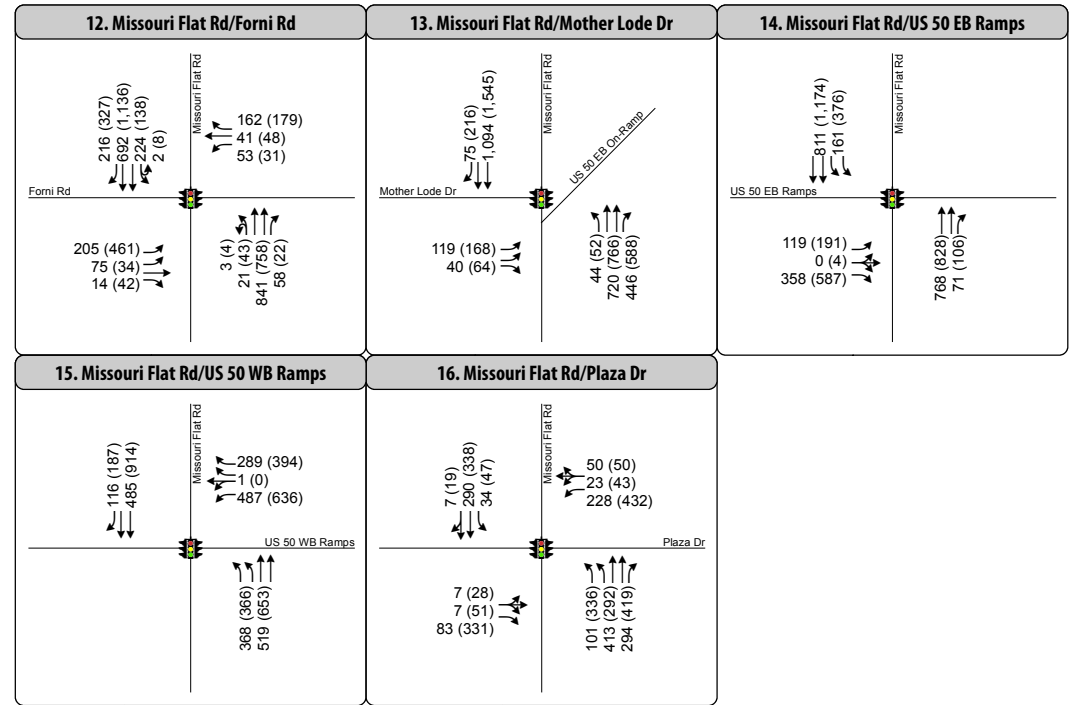 12. Missouri Flat Rd/Forni Rd
216 (327)
692 (1,136)
224 (138)
2 (8)
Missouri Flat Rd
162 (179)
41 (48)
53 (31)
Forni Rd
205 (461)
75 (34)
14 (42)
3 (4)
21 (43)
841 (758)
58 (22)
13. Missouri Flat Rd/Mother Lode Dr
75 (216)
1,094 (1,545)
Missouri Flat Rd
US 50 EB On-Ramp
Mother Lode Dr
119 (168)
40 (64)
44 (52)
720 (766)
446 (588)
14. Missouri Flat Rd/US 50 EB Ramps
811 (1,174)
161 (376)
Missouri Flat Rd
US 50 EB Ramps
119 (191)
0 (4)
358 (587)
768 (828)
71 (106)
15. Missouri Flat Rd/US 50 WB Ramps
116 (187)
485 (914)
Missouri Flat Rd
289 (394)
1 (0)
487 (636)
US 50 WB Ramps
368 (366)
519 (653)
16. Missouri Flat Rd/Plaza Dr
7 (19)
290 (338)
34 (47)
Missouri Flat Rd
50 (50)
23 (43)
228 (432)
Plaza Dr
7 (28)
7 (51)
83 (331)
101 (336)
413 (292)
294 (419)